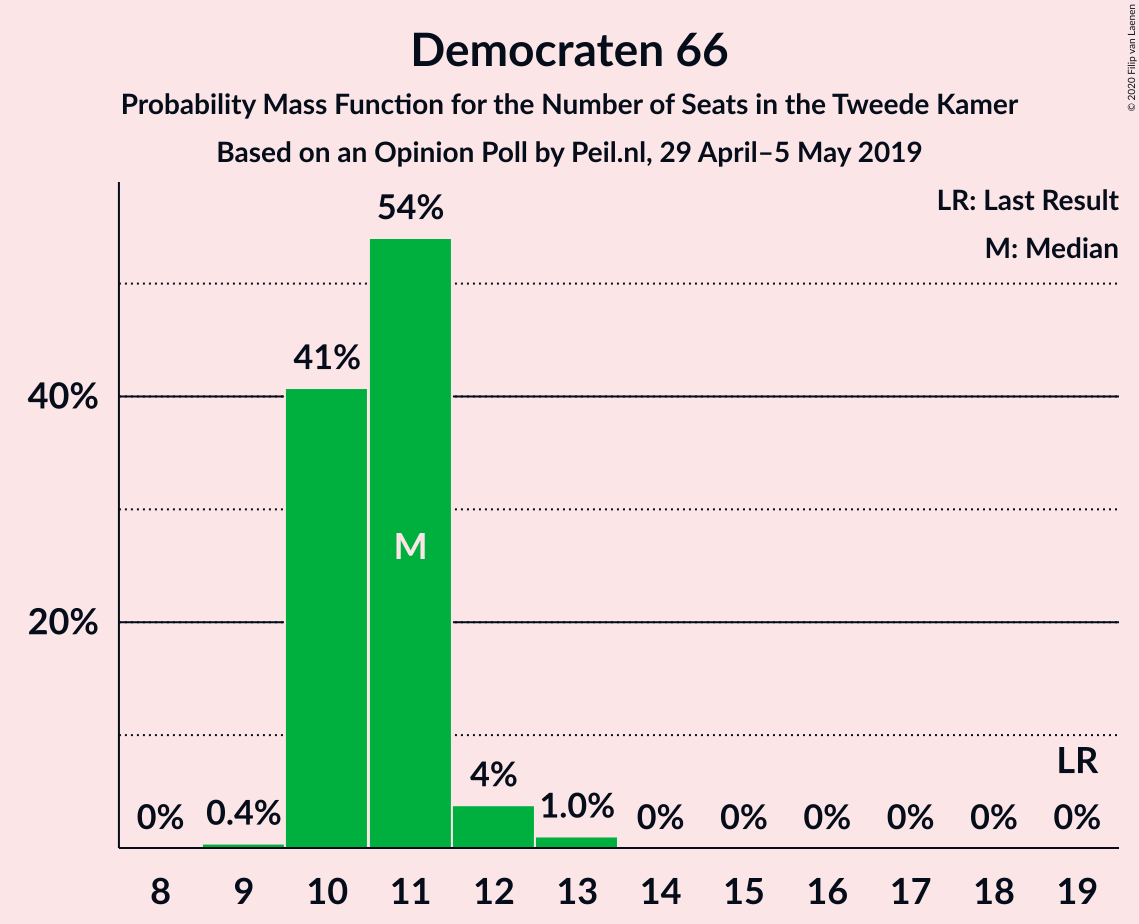 Democraten 66
Probability Mass Function for the Number of Seats in the Tweede Kamer
Based on an Opinion Poll by Peil.nl, 29 April–5 May 2019
© 2020 Filip van Laenen
LR: Last Result
M: Median
54%
41%
40%
M
20%
LR
4%
0% 0.4% 1.0% 0% 0% 0% 0% 0% 0%
8 9 10 11 12 13 14 15 16 17 18 19